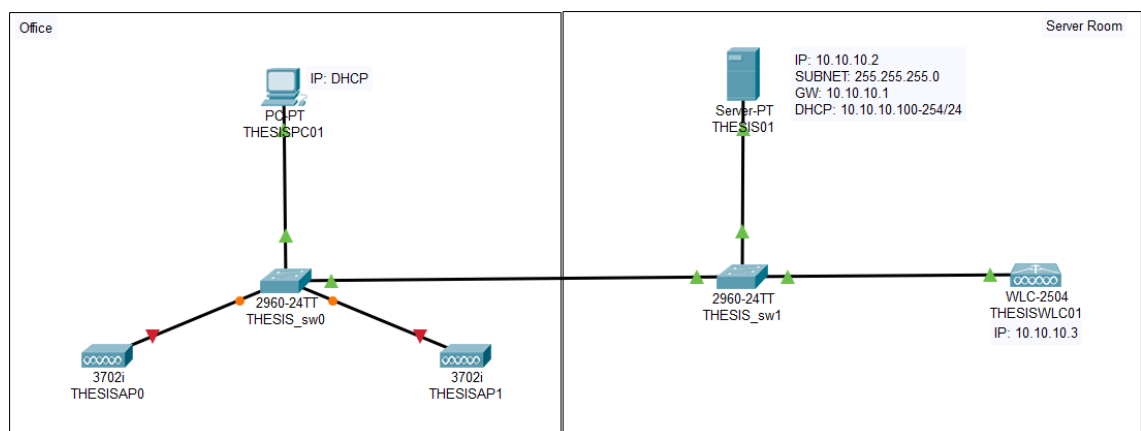 Office
Server Room
IP: DHCP
PC-PT
THESISPC01
IP: 10.10.10.2
SUBNET: 255.255.255.0
GW: 10.10.10.1
DHCP: 10.10.10.100-254/24
Server-PT
THESIS01
2960-24TT
THESIS_sw0
2960-24TT
THESIS_sw1
WLC-2504
THESISWLC01
IP: 10.10.10.3
3702i
THESISAP0
3702i
THESISAP1